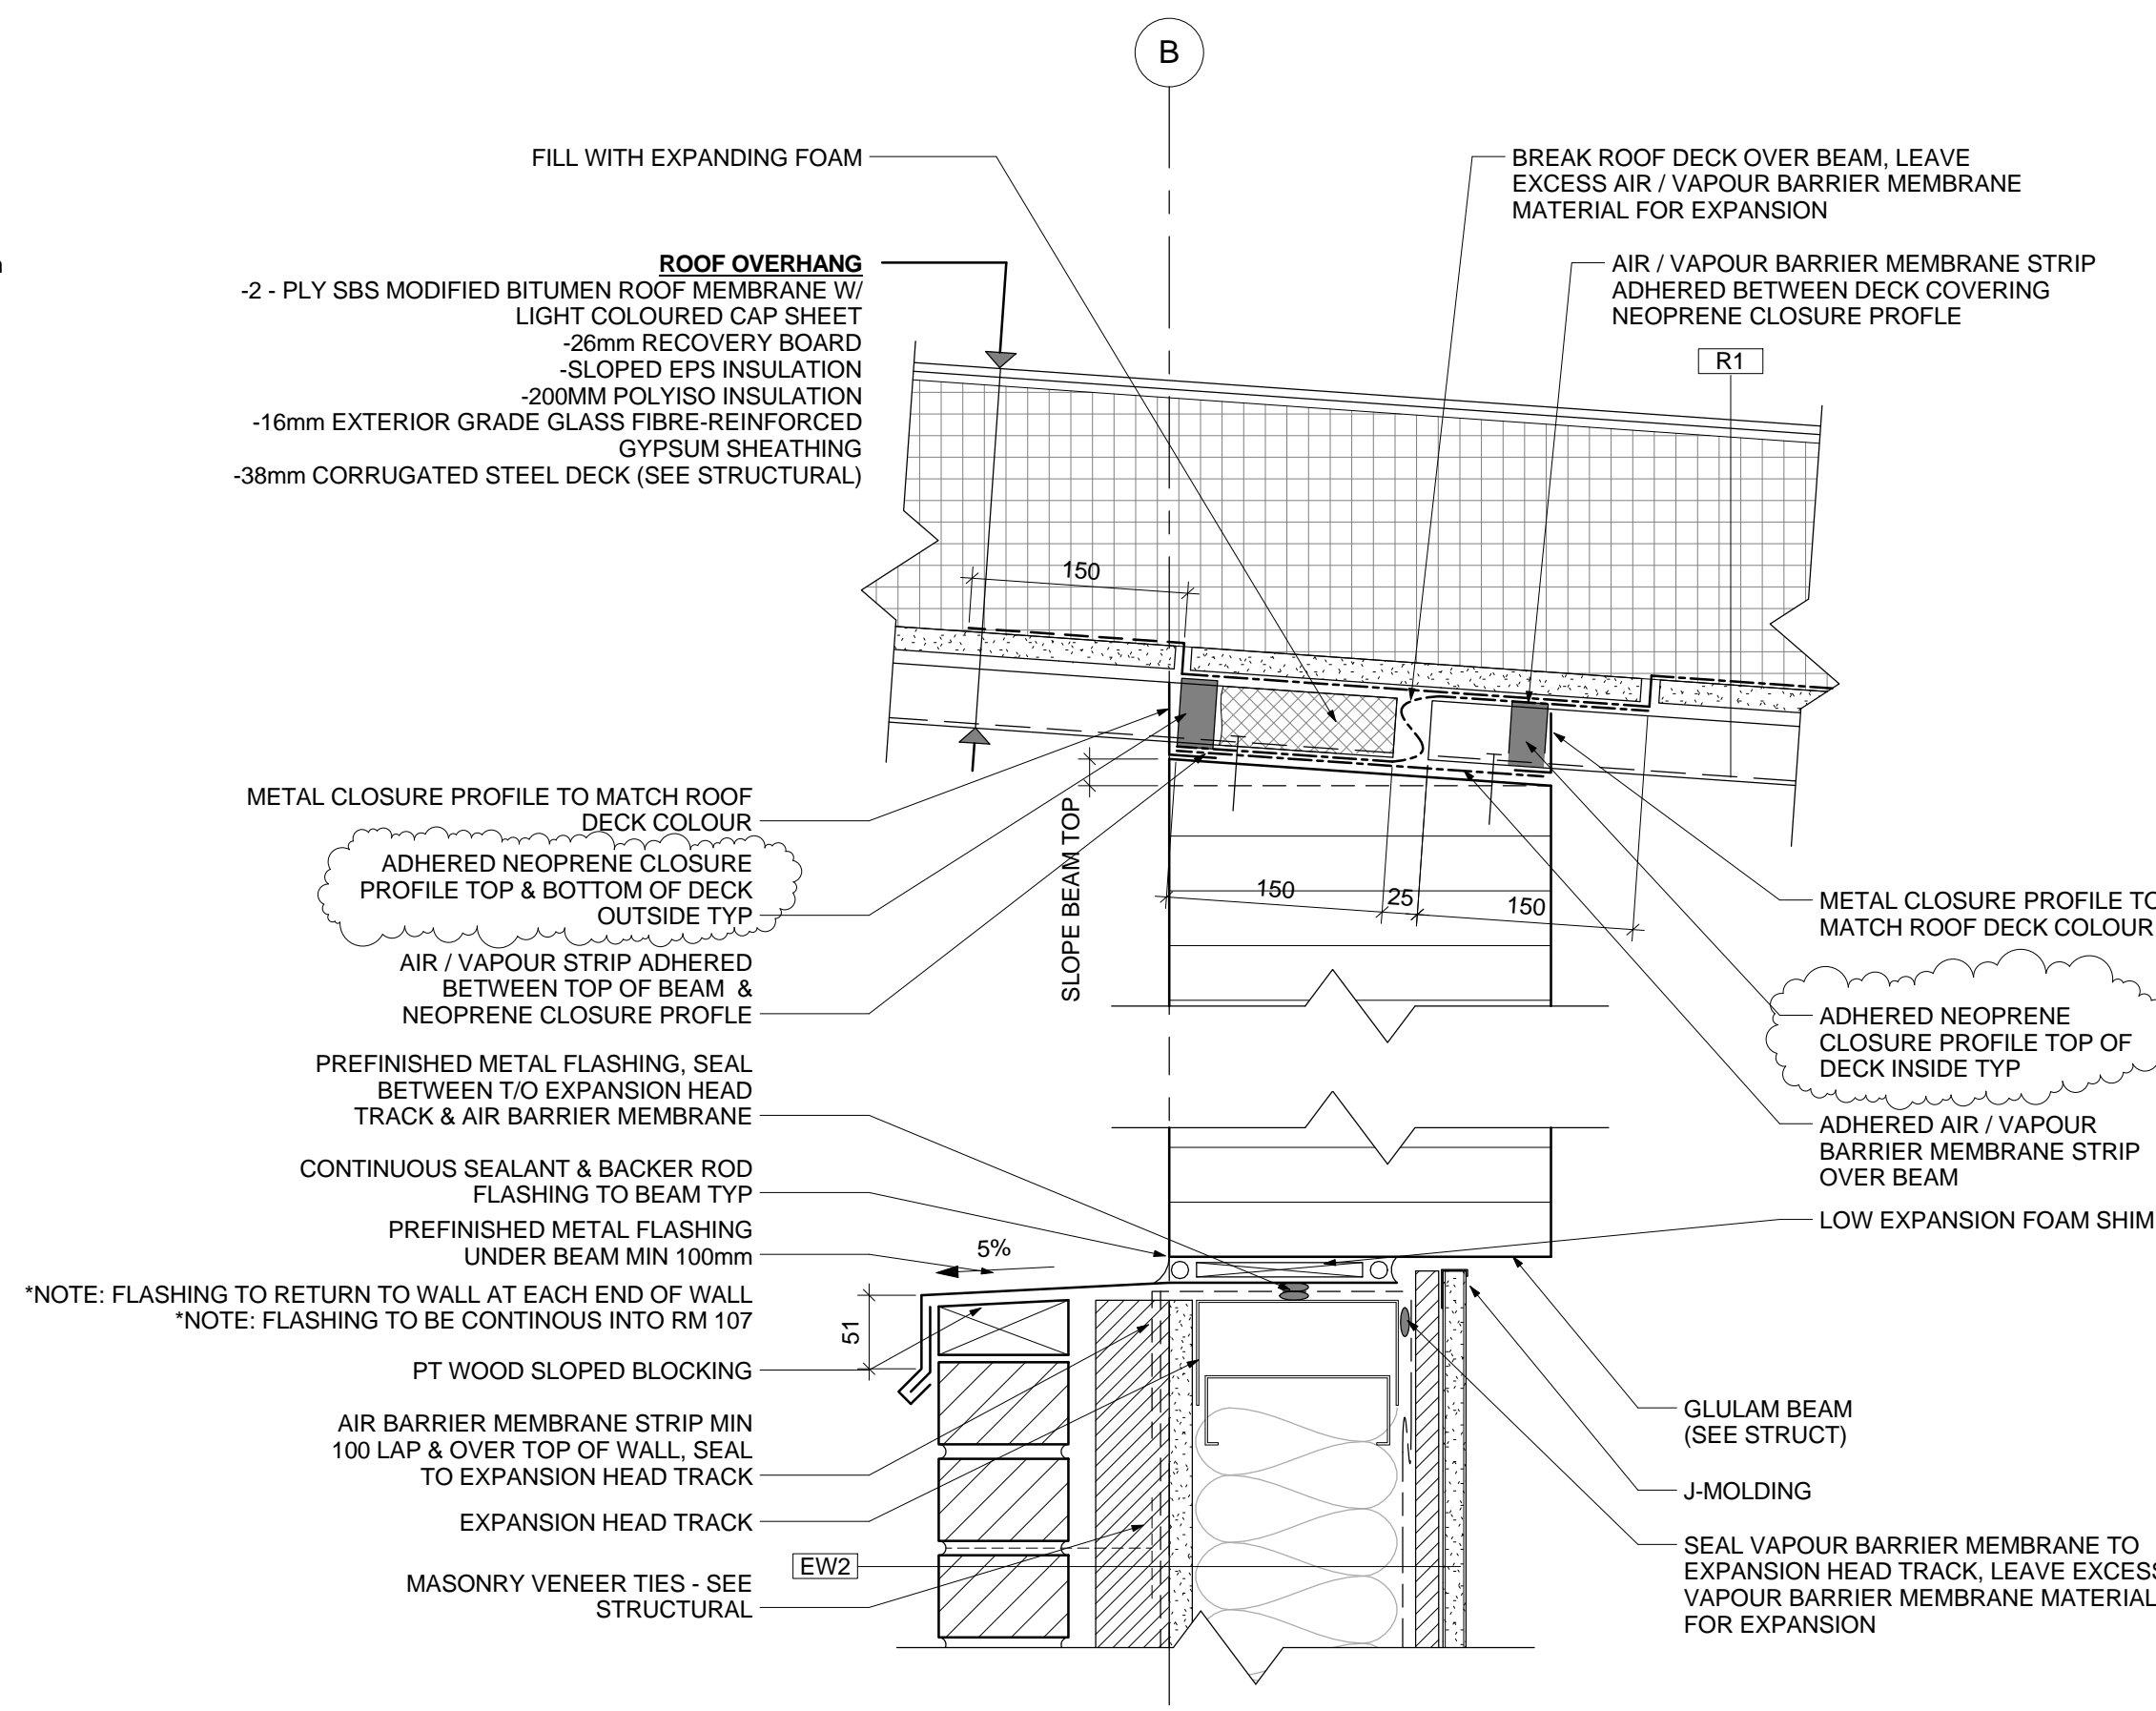 B
FILL WITH EXPANDING FOAM
ROOF OVERHANG
-2 - PLY SBS MODIFIED BITUMEN ROOF MEMBRANE W/
LIGHT COLOURED CAP SHEET
-26mm RECOVERY BOARD
-SLOPED EPS INSULATION
-200MM POLYISO INSULATION
-16mm EXTERIOR GRADE GLASS FIBRE-REINFORCED
GYPSUM SHEATHING
-38mm CORRUGATED STEEL DECK (SEE STRUCTURAL)
BREAK ROOF DECK OVER BEAM, LEAVE
EXCESS AIR / VAPOUR BARRIER MEMBRANE
MATERIAL FOR EXPANSION
AIR / VAPOUR BARRIER MEMBRANE STRIP
ADHERED BETWEEN DECK COVERING
NEOPRENE CLOSURE PROFLE
R1
150
METAL CLOSURE PROFILE TO MATCH ROOF
DECK COLOUR
ADHERED NEOPRENE CLOSURE
PROFILE TOP & BOTTOM OF DECK
OUTSIDE TYP
AIR / VAPOUR STRIP ADHERED
BETWEEN TOP OF BEAM &
NEOPRENE CLOSURE PROFLE
SLOPE BEAM TOP
150
25
150
METAL CLOSURE PROFILE TO
MATCH ROOF DECK COLOUR
ADHERED NEOPRENE
CLOSURE PROFILE TOP OF
DECK INSIDE TYP
ADHERED AIR / VAPOUR
BARRIER MEMBRANE STRIP
OVER BEAM
LOW EXPANSION FOAM SHIM
PREFINISHED METAL FLASHING, SEAL
BETWEEN T/O EXPANSION HEAD
TRACK & AIR BARRIER MEMBRANE
CONTINUOUS SEALANT & BACKER ROD
FLASHING TO BEAM TYP
PREFINISHED METAL FLASHING
UNDER BEAM MIN 100mm
5%
*NOTE: FLASHING TO RETURN TO WALL AT EACH END OF WALL
*NOTE: FLASHING TO BE CONTINOUS INTO RM 107
51
PT WOOD SLOPED BLOCKING
AIR BARRIER MEMBRANE STRIP MIN
100 LAP & OVER TOP OF WALL, SEAL
TO EXPANSION HEAD TRACK
EXPANSION HEAD TRACK
EW2
MASONRY VENEER TIES - SEE
STRUCTURAL
GLULAM BEAM
(SEE STRUCT)
J-MOLDING
SEAL VAPOUR BARRIER MEMBRANE TO
EXPANSION HEAD TRACK, LEAVE EXCESS
VAPOUR BARRIER MEMBRANE MATERIAL
FOR EXPANSION